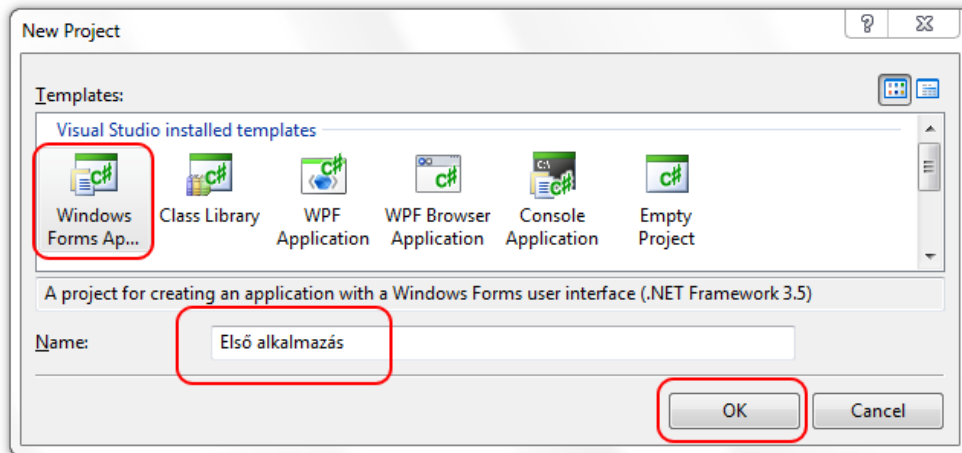 New Project
Templates:
Visual Studio installed templates
Windows Forms Ap...
Class Library
WPF Application
WPF Browser Application
Console Application
Empty Project
A project for creating an application with a Windows Forms user interface (.NET Framework 3.5)
Name:
Első alkalmazás
OK
Cancel